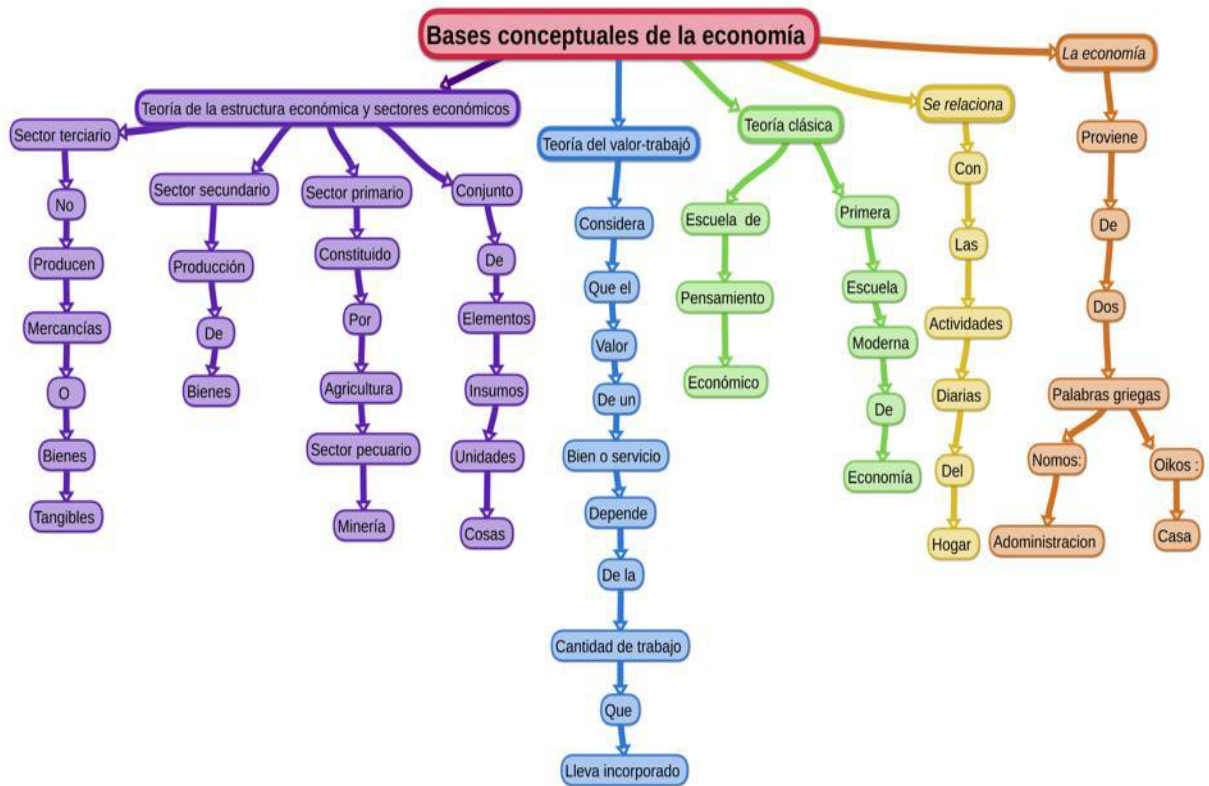 Bases conceptuales de la economía
Teoría de la estructura económica y sectores económicos
Sector terciario
No
Producen
Mercancías
O
Bienes
Tangibles
Sector secundario
Producción
De
Bienes
Sector primario
Constituido
Por
Agricultura
Sector pecuario
Minería
Conjunto
De
Elementos
Insumos
Unidades
Cosas
Teoría del valor-trabajó
Considera
Que el
Valor
De un
Bien o servicio
Depende
De la
Cantidad de trabajo
Que
Lleva incorporado
Teoría clásica
Escuela de
Pensamiento
Económico
Primera
Escuela
Moderna
De
Economía
Se relaciona
Con
Las
Actividades
Diarias
Del
Hogar
La economía
Proviene
De
Dos
Palabras griegas
Nomos:
Adoministracion
Oikos :
Casa